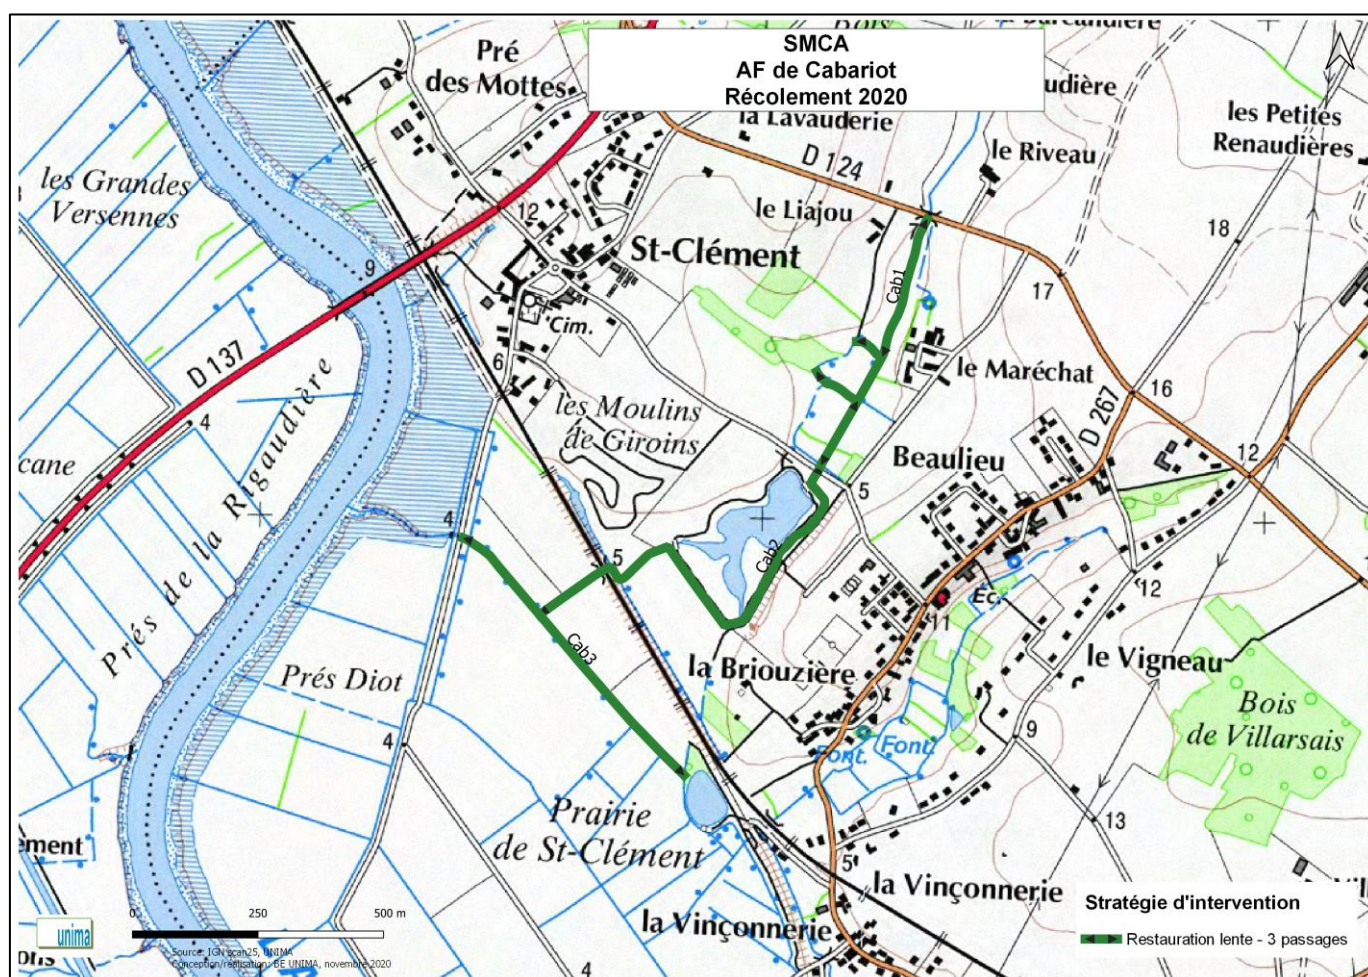 SMCA
AF de Cabariot
Récolement 2020
Pré
des Mottes
la Lavauderie
udière
les Petites
Renaudières
le Riveau
D 124
les Grandes
Versennes
12
le Liajou
18
St-Clément
9
17
Cab1
Cim.
D 137
6
le Maréchat
16
4
les Moulins
de Giroins
D 267
12
cane
Beaulieu
5
Prés de la Rigaudière
4
5
Cab2
12
Ec.
11
Cab3
la Briouzière
le Vigneau
Prés Diot
Bois
de Villarsais
4
9
Font.
Font.
Prairie
de St-Clément
13
ement
5
la Vinçonnerie
la Vinçonnerie
4
Stratégie d'intervention
Restauration lente - 3 passages
unima
0 250 500 m
Source: IGN scan25, UNIMA
Conception/réalisation: BE UNIMA, novembre 2020
ons